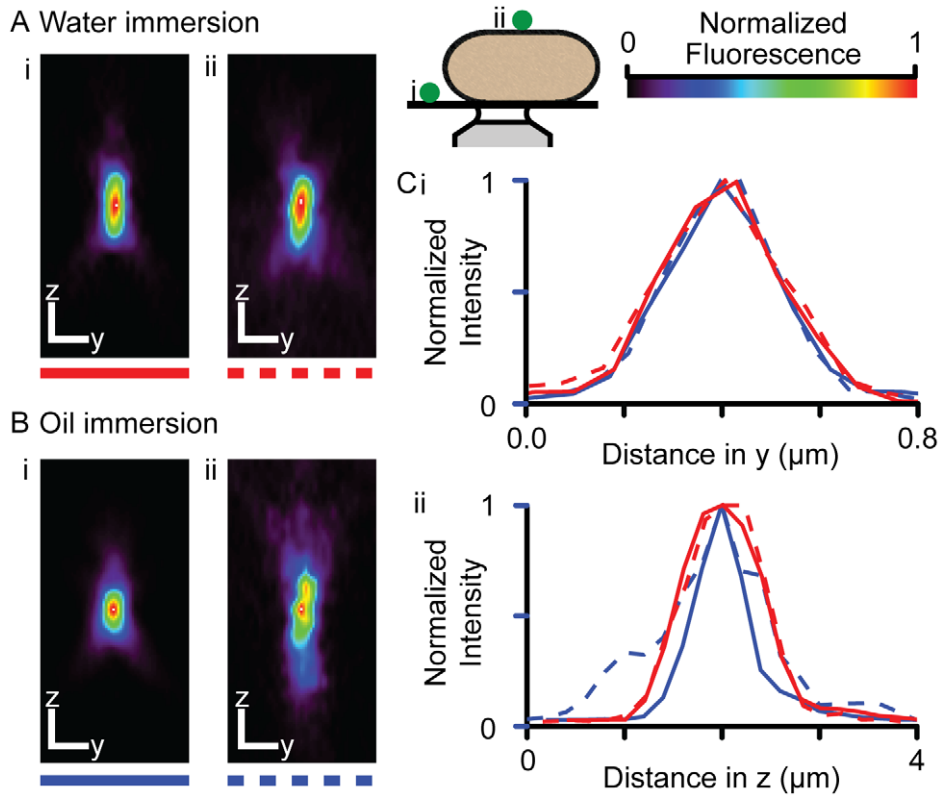 A Water immersion
i
ii
z
y
z
y
ii
i
Normalized
Fluorescence
0
1
B Oil immersion
i
ii
z
y
z
y
Ci
1
0
Normalized
Intensity
0.0
0.8
Distance in y (µm)
ii
1
0
Normalized
Intensity
0
4
Distance in z (µm)